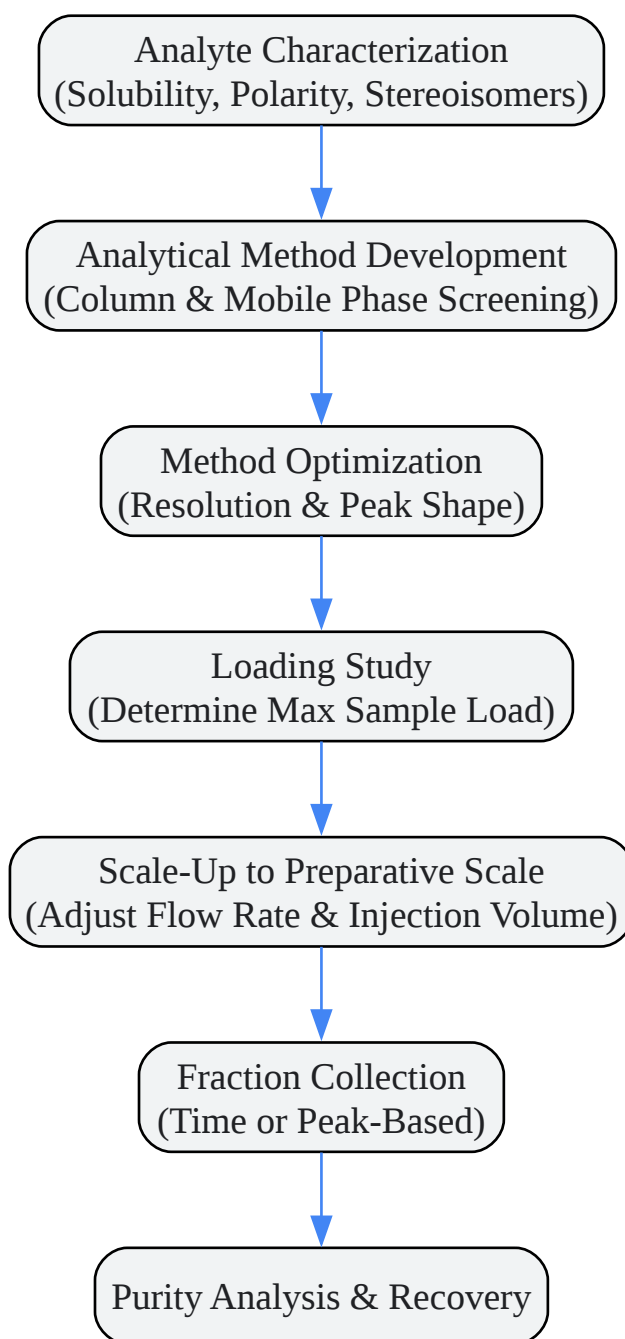 Analyte Characterization
(Solubility, Polarity, Stereoisomers)
Analytical Method Development
(Column & Mobile Phase Screening)
Method Optimization
(Resolution & Peak Shape)
Loading Study
(Determine Max Sample Load)
Scale-Up to Preparative Scale
(Adjust Flow Rate & Injection Volume)
Fraction Collection
(Time or Peak-Based)
Purity Analysis & Recovery